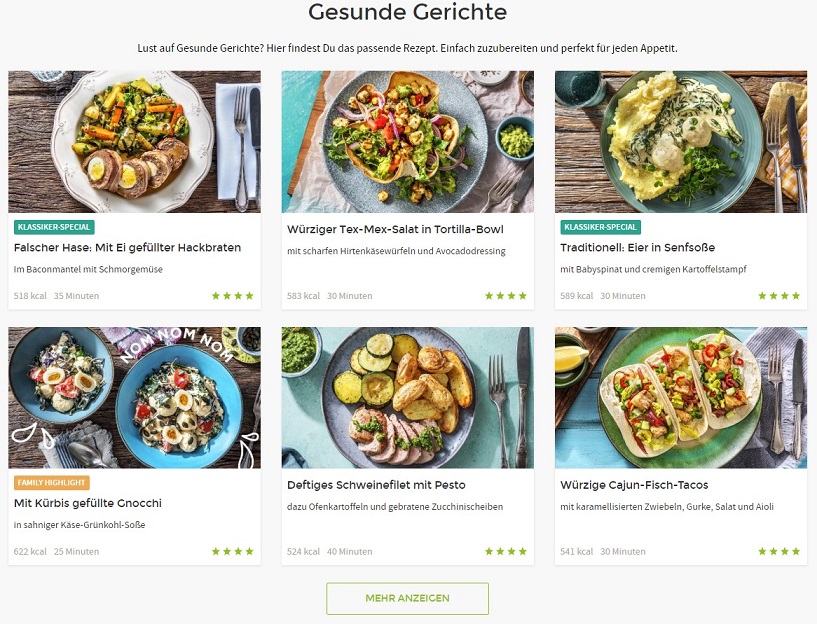 Gesunde Gerichte
Lust auf Gesunde Gerichte? Hier findest Du das passende Rezept. Einfach zuzubereiten und perfekt für jeden Appetit.
KLASSIKER-SPECIAL
Falscher Hase: Mit Ei gefüllter Hackbraten
Im Baconmantel mit Schmorgemüse
518 kcal 35 Minuten
Würziger Tex-Mex-Salat in Tortilla-Bowl
mit scharfen Hirtenkäsewürfeln und Avocadodressing
583 kcal 30 Minuten
KLASSIKER-SPECIAL
Traditionell: Eier in Senfsoße
mit Babyspinat und cremigen Kartoffelstampf
589 kcal 30 Minuten
NOM NOM NOM
FAMILY HIGHLIGHT
Mit Kürbis gefüllte Gnocchi
in sahniger Käse-Grünkohl-Soße
622 kcal 25 Minuten
Deftiges Schweinefilet mit Pesto
dazu Ofenkartoffeln und gebratene Zucchinischeiben
524 kcal 40 Minuten
Würzige Cajun-Fisch-Tacos
mit karamellisierten Zwiebeln, Gurke, Salat und Aioli
541 kcal 30 Minuten
MEHR ANZEIGEN